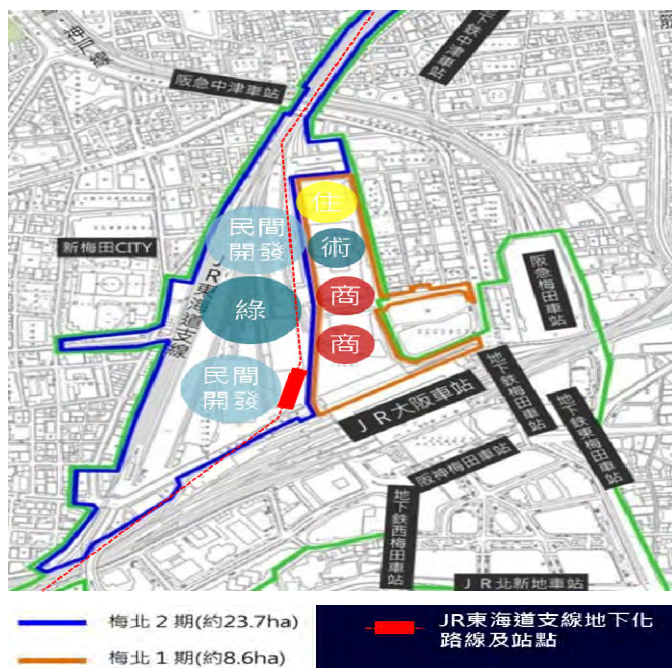 阪急中津車站
地下鉄中津車站
住
民間
開發
術
新梅田CITY
JR東海道支線
綠
商
商
阪急梅田車站
民間
開發
JR大阪車站
地下鉄梅田車站
地下鉄東梅田車站
阪神梅田車站
地下鉄西梅田車站
JR北新地車站
梅北2期(約23.7ha)
梅北1期(約8.6ha)
JR東海道支線地下化
路線及站點